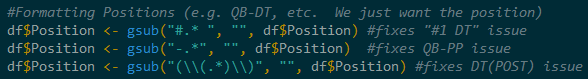 #Formatting Positions (e.g. QB-DT, etc.  We just want the position)
df$Position <- gsub("#.* ", "", df$Position) #fixes "#1 DT" issue
df$Position <- gsub("-.*", "", df$Position)  #fixes QB-PP issue
df$Position <- gsub("(\\(.*)\\)", "", df$Position) #fixes DT(POST) issue